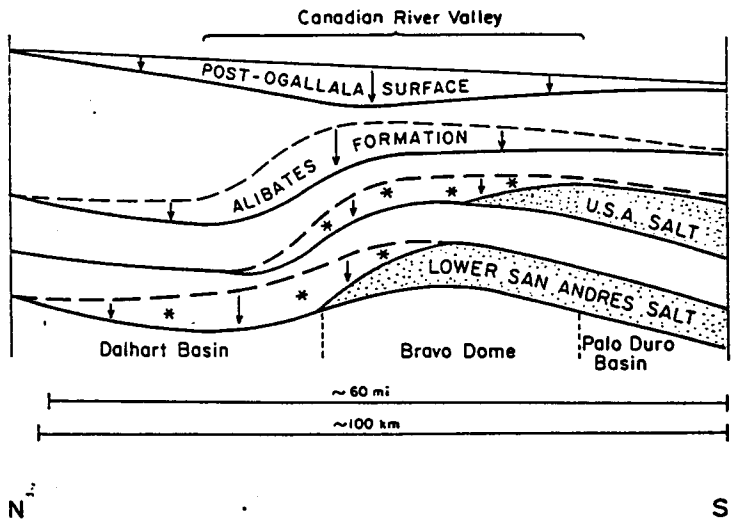 Canadian River Valley
POST-OGALLALA SURFACE
ALIBATES FORMATION
U.S.A. SALT
LOWER SAN ANDRES SALT
Dalhart Basin
Bravo Dome
Palo Duro
Basin
~60 mi
~100 km
N
S